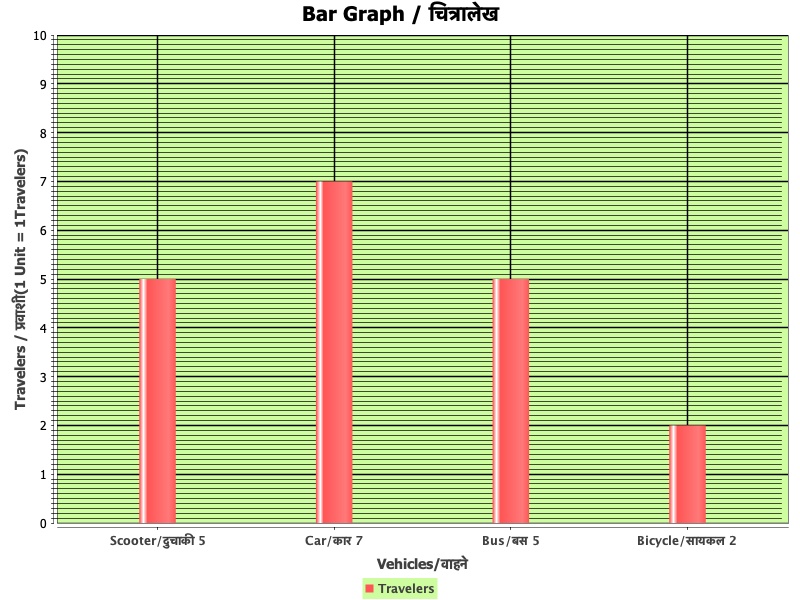 Bar Graph / चित्रालेख
Travelers / प्रवाशी(1 Unit = 1Travelers)
10
9
8
7
6
5
4
3
2
1
0
Scooter/दुचाकी 5 Car/कार 7 Bus/बस 5 Bicycle/सायकल 2
Vehicles/वाहने
Travelers